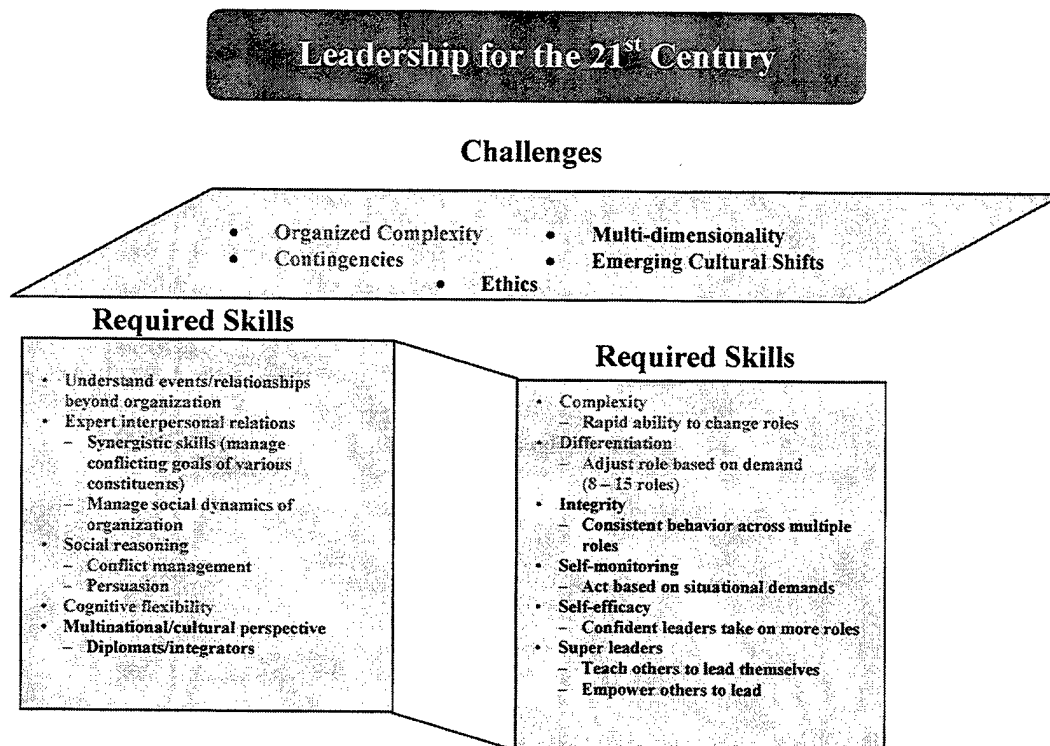 Leadership for the 21st Century
Challenges
• Organized Complexity
• Contingencies
• Multi-dimensionality
• Emerging Cultural Shifts
• Ethics
Required Skills
• Understand events/relationships
beyond organization
• Expert interpersonal relations
– Synergistic skills (manage
conflicting goals of various
constituents)
– Manage social dynamics of
organization
• Social reasoning
– Conflict management
– Persuasion
• Cognitive flexibility
• Multinational/cultural perspective
– Diplomats/integrators
Required Skills
• Complexity
– Rapid ability to change roles
• Differentiation
– Adjust role based on demand
(8 – 15 roles)
• Integrity
– Consistent behavior across multiple
roles
• Self-monitoring
– Act based on situational demands
• Self-efficacy
– Confident leaders take on more roles
• Super leaders
– Teach others to lead themselves
– Empower others to lead